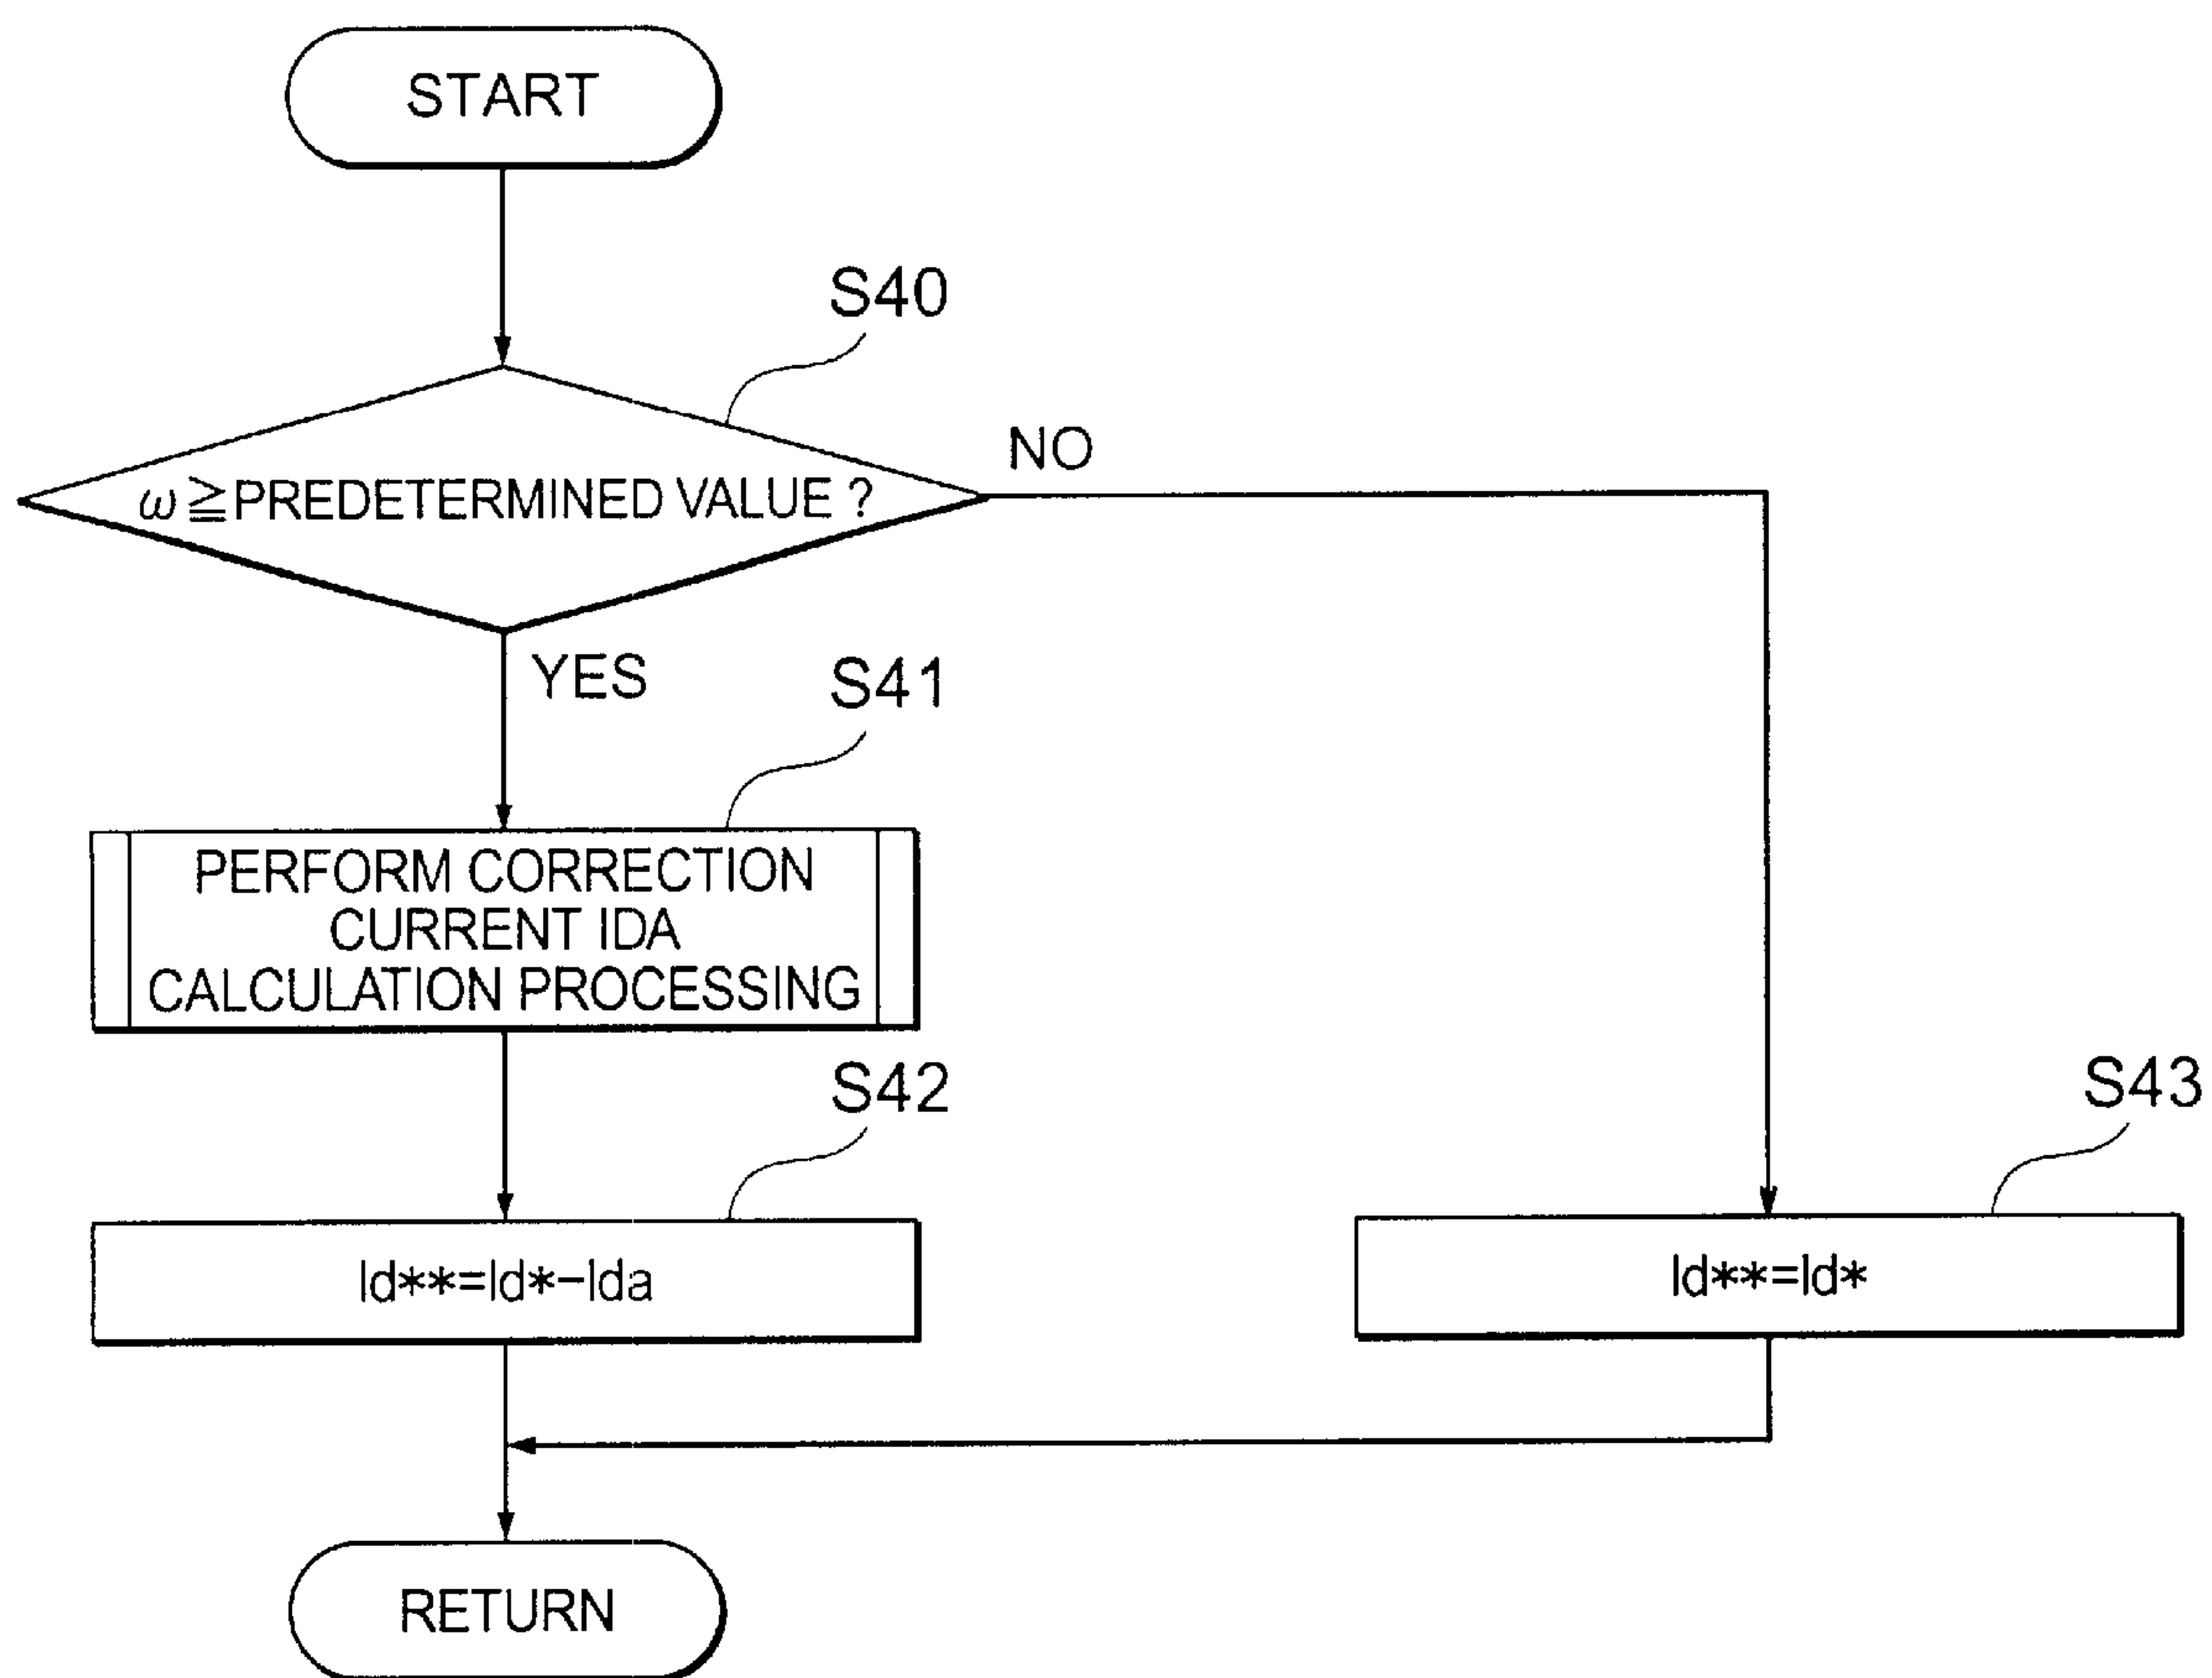 START
S40
ω≧PREDETERMINED VALUE ?
NO
YES
S41
PERFORM CORRECTION
CURRENT IDA
CALCULATION PROCESSING
S42
Id**=Id*-Ida
S43
Id**=Id*
RETURN